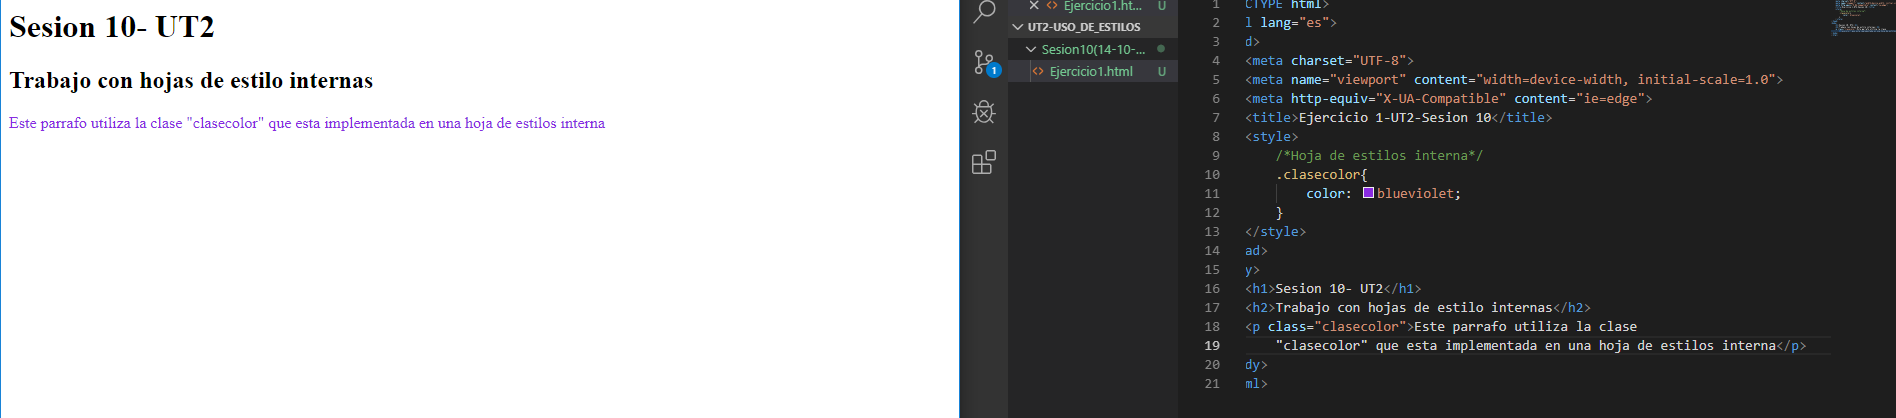 Sesion 10- UT2
Trabajo con hojas de estilo internas
Este parrafo utiliza la clase "clasecolor" que esta implementada en una hoja de estilos interna
1
Ejercicio1.ht... U
UT2-USO_DE_ESTILOS
Sesion10(14-10-...
Ejercicio1.html U
1 CTYPE html>
2 l lang="es">
3 d>
4 <meta charset="UTF-8">
5 <meta name="viewport" content="width=device-width, initial-scale=1.0">
6 <meta http-equiv="X-UA-Compatible" content="ie=edge">
7 <title>Ejercicio 1-UT2-Sesion 10</title>
8 <style>
9 /*Hoja de estilos interna*/
10 .clasecolor{
11 color: blueviolet;
12 }
13 </style>
14 ad>
15 y>
16 <h1>Sesion 10- UT2</h1>
17 <h2>Trabajo con hojas de estilo internas</h2>
18 <p class="clasecolor">Este parrafo utiliza la clase
19 "clasecolor" que esta implementada en una hoja de estilos interna</p>
20 dy>
21 ml>